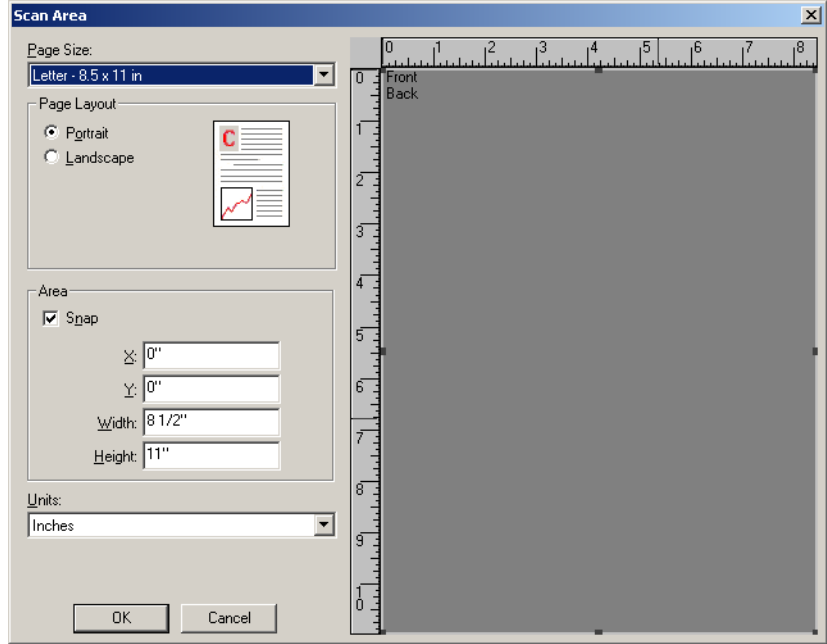 Scan Area
Page Size:
Letter - 8.5 x 11 in
Page Layout
Portrait
Landscape
C
Area
Snap
X: 0"
Y: 0"
Width: 8 1/2"
Height: 11"
Units:
Inches
OK Cancel
0 1 2 3 4 5 6 7 8
Front
Back
0
1
2
3
4
5
6
7
8
9
10